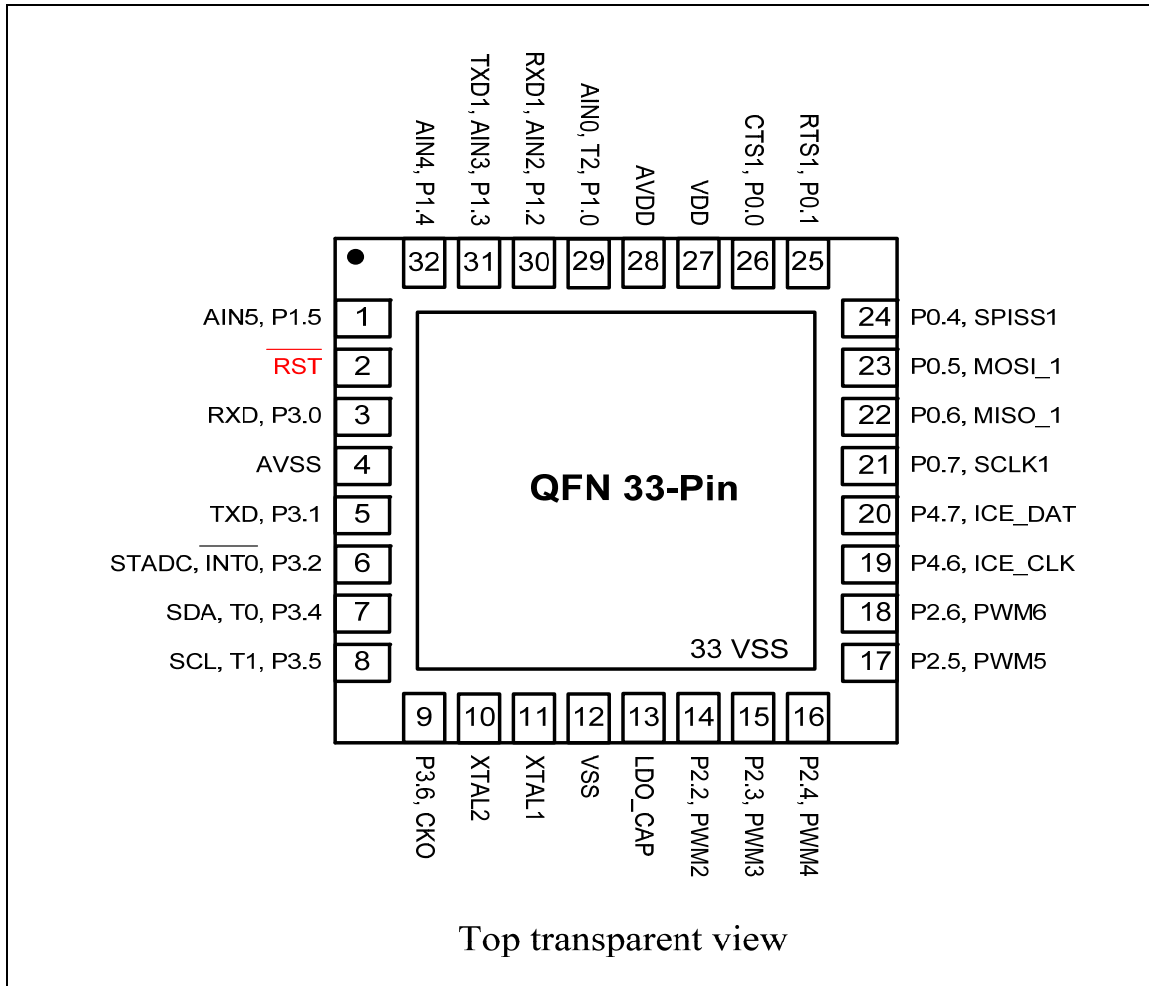 AIN4, P1.4
TXD1, AIN3, P1.3
RXD1, AIN2, P1.2
AIN0, T2, P1.0
AVDD
VDD
CTS1, P0.0
RTS1, P0.1
32
31
30
29
28
27
26
25
AIN5, P1.5 1
RST 2
RXD, P3.0 3
AVSS 4
TXD, P3.1 5
STADC, INT0, P3.2 6
SDA, T0, P3.4 7
SCL, T1, P3.5 8
QFN 33-Pin
33 VSS
24 P0.4, SPISS1
23 P0.5, MOSI_1
22 P0.6, MISO_1
21 P0.7, SCLK1
20 P4.7, ICE_DAT
19 P4.6, ICE_CLK
18 P2.6, PWM6
17 P2.5, PWM5
9
10
11
12
13
14
15
16
P3.6, CKO
XTAL2
XTAL1
VSS
LDO_CAP
P2.2, PWM2
P2.3, PWM3
P2.4, PWM4
Top transparent view